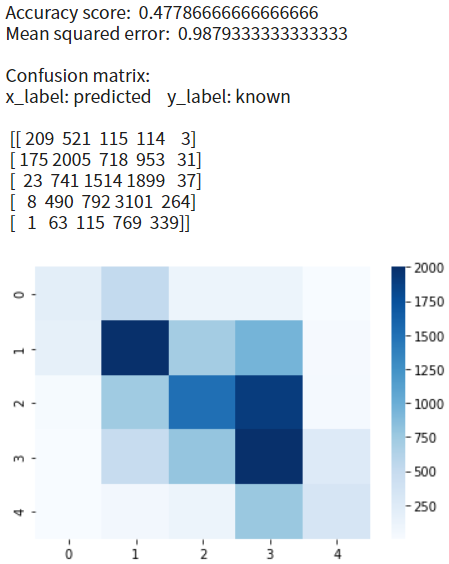 Accuracy score: 0.47786666666666666
Mean squared error: 0.9879333333333333
Confusion matrix:
x_label: predicted y_label: known
[[ 209 521 115 114 3]
[ 175 2005 718 953 31]
[ 23 741 1514 1899 37]
[ 8 490 792 3101 264]
[ 1 63 115 769 339]]
0
1
2
3
4
0 1 2 3 4
2000
1750
1500
1250
1000
750
500
250